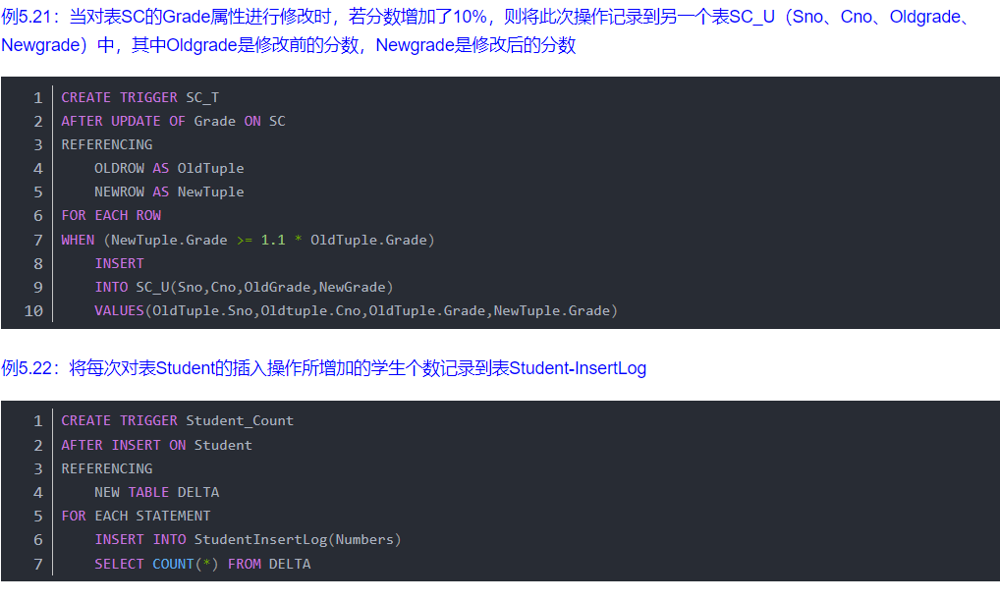 例5.21：当对表SC的Grade属性进行修改时，若分数增加了10%，则将此次操作记录到另一个表SC_U（Sno、Cno、Oldgrade、
Newgrade）中，其中Oldgrade是修改前的分数，Newgrade是修改后的分数
1 CREATE TRIGGER SC_T
2 AFTER UPDATE OF Grade ON SC
3 REFERENCING
4 OLDROW AS OldTuple
5 NEWROW AS NewTuple
6 FOR EACH ROW
7 WHEN (NewTuple.Grade >= 1.1 * OldTuple.Grade)
8 INSERT
9 INTO SC_U(Sno,Cno,OldGrade,NewGrade)
10 VALUES(OldTuple.Sno,Oldtuple.Cno,OldTuple.Grade,NewTuple.Grade)
例5.22：将每次对表Student的插入操作所增加的学生个数记录到表Student-InsertLog
1 CREATE TRIGGER Student_Count
2 AFTER INSERT ON Student
3 REFERENCING
4 NEW TABLE DELTA
5 FOR EACH STATEMENT
6 INSERT INTO StudentInsertLog(Numbers)
7 SELECT COUNT(*) FROM DELTA